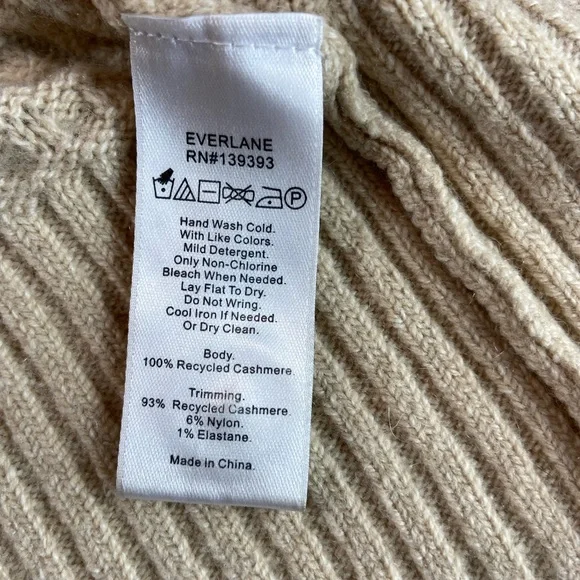 EVERLANE
RN#139393
P
Hand Wash Cold.
With Like Colors.
Mild Detergent.
Only Non-Chlorine
Bleach When Needed.
Lay Flat To Dry.
Do Not Wring.
Cool Iron If Needed.
Or Dry Clean.
Body.
100% Recycled Cashmere.
Trimming.
93% Recycled Cashmere.
6% Nylon.
1% Elastane.
Made in China.